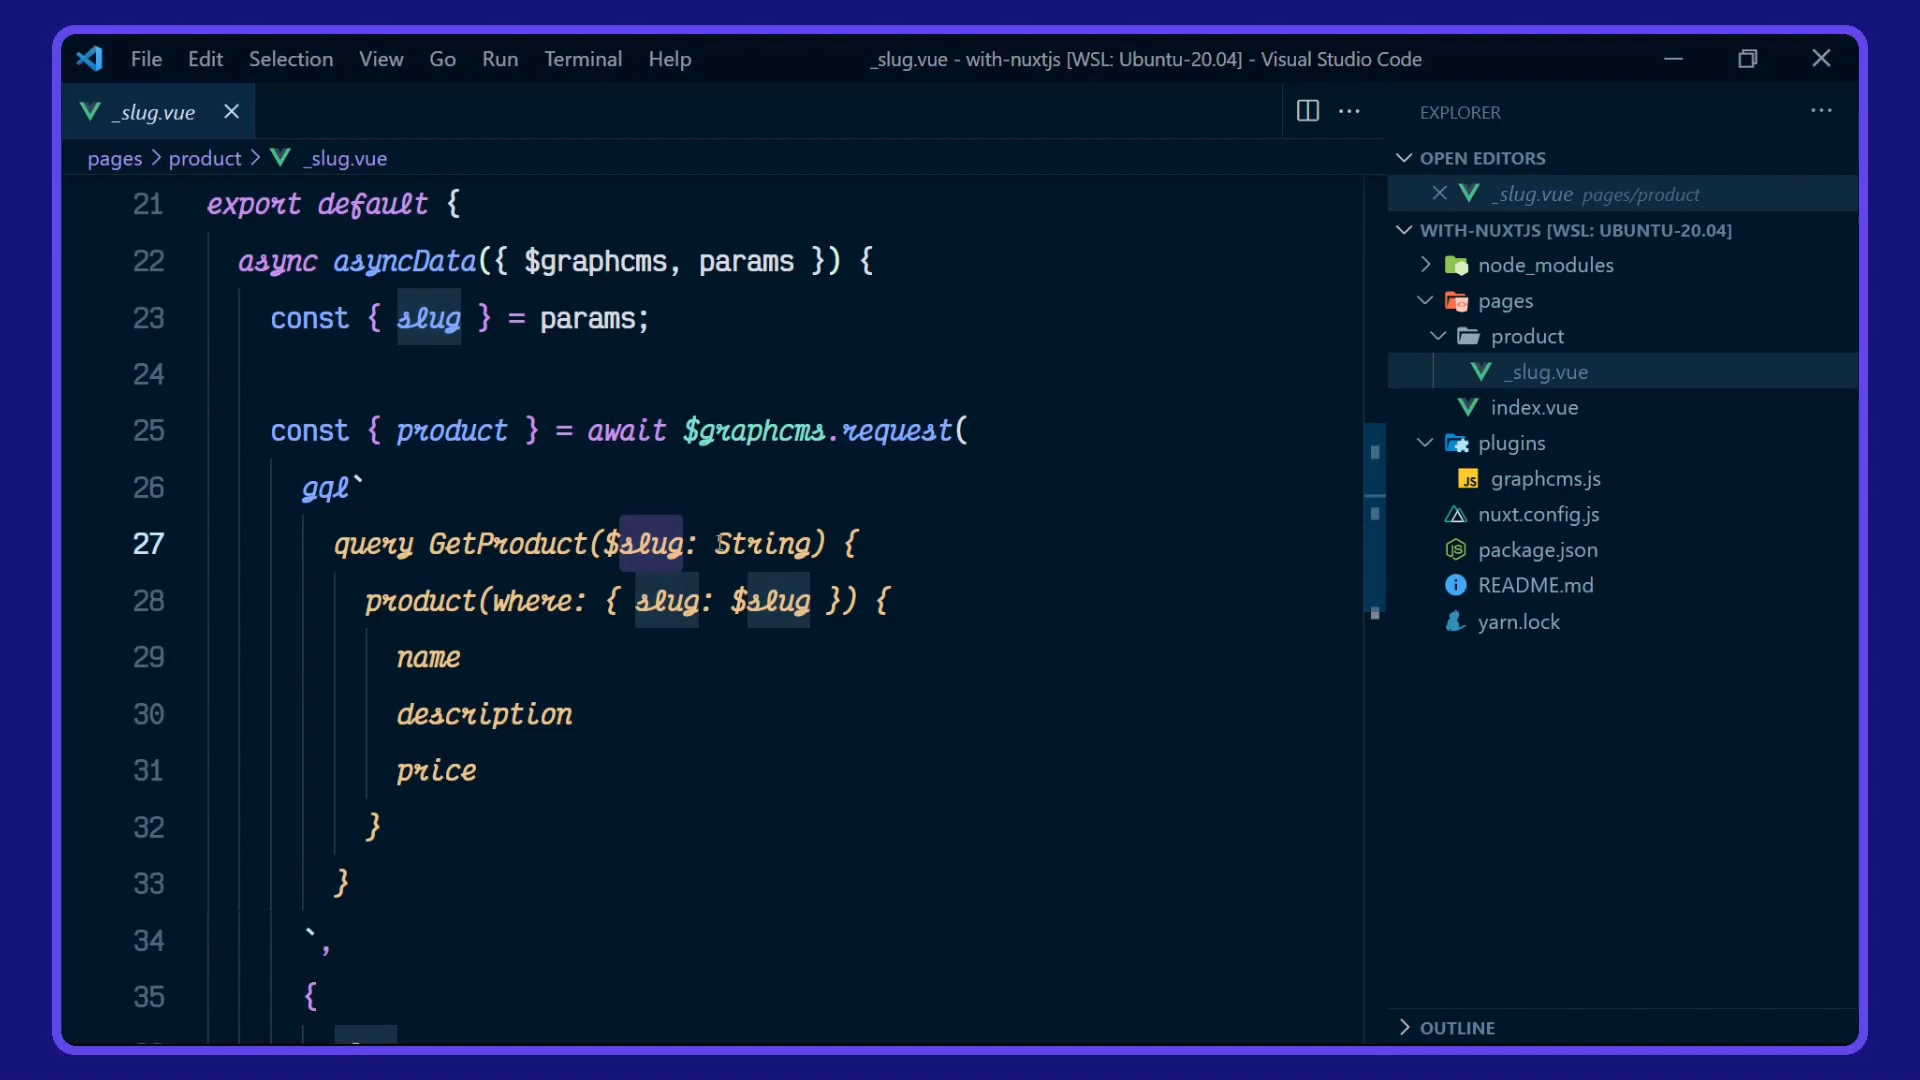 File Edit Selection View Go Run Terminal Help
_slug.vue - with-nuxtjs [WSL: Ubuntu-20.04] - Visual Studio Code
_slug.vue
pages > product > _slug.vue
21 export default {
22 async asyncData({ $graphcms, params }) {
23 const { slug } = params;
24
25 const { product } = await $graphcms.request(
26 gql`
27 query GetProduct($slug: String) {
28 product(where: { slug: $slug }) {
29 name
30 description
31 price
32 }
33 }
34 `,
35 {
EXPLORER
OPEN EDITORS
_slug.vue pages/product
WITH-NUXTJS [WSL: UBUNTU-20.04]
node_modules
pages
product
_slug.vue
index.vue
plugins
JS graphcms.js
nuxt.config.js
package.json
README.md
yarn.lock
OUTLINE